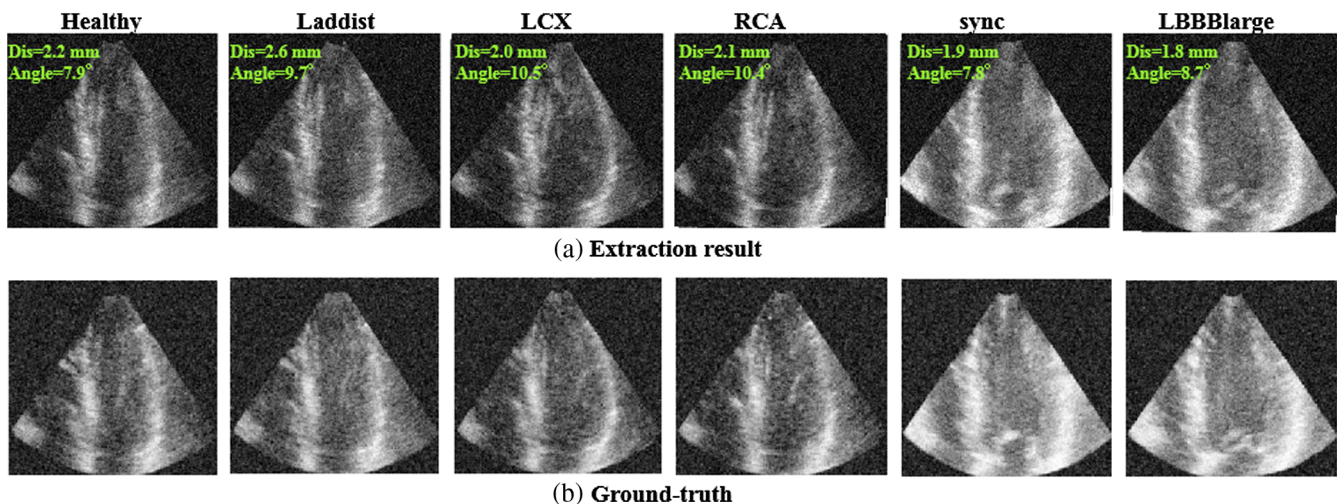 Healthy Laddist LCX RCA sync LBBBlarge
Dis=2.2 mm Dis=2.6 mm Dis=2.0 mm Dis=2.1 mm Dis=1.9 mm Dis=1.8 mm
Angle=7.9° Angle=9.7° Angle=10.5° Angle=10.4° Angle=7.8° Angle=8.7°
(a) Extraction result
(b) Ground-truth